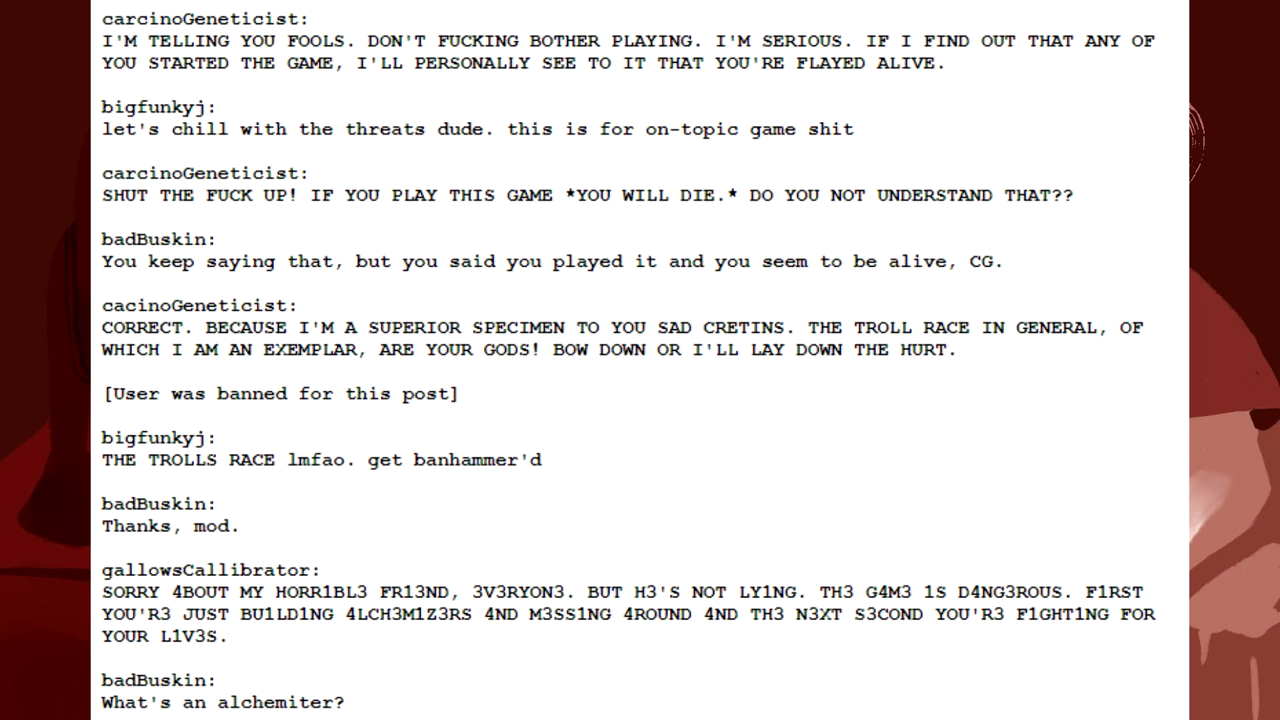 carcinoGeneticist:
I'M TELLING YOU FOOLS. DON'T FUCKING BOTHER PLAYING. I'M SERIOUS. IF I FIND OUT THAT ANY OF
YOU STARTED THE GAME, I'LL PERSONALLY SEE TO IT THAT YOU'RE FLAYED ALIVE.
bigfunkyj:
let's chill with the threats dude. this is for on-topic game shit
carcinoGeneticist:
SHUT THE FUCK UP! IF YOU PLAY THIS GAME *YOU WILL DIE.* DO YOU NOT UNDERSTAND THAT??
badBuskin:
You keep saying that, but you said you played it and you seem to be alive, CG.
cacinoGeneticist:
CORRECT. BECAUSE I'M A SUPERIOR SPECIMEN TO YOU SAD CRETINS. THE TROLL RACE IN GENERAL, OF
WHICH I AM AN EXEMPLAR, ARE YOUR GODS! BOW DOWN OR I'LL LAY DOWN THE HURT.
[User was banned for this post]
bigfunkyj:
THE TROLLS RACE lmfao. get banhammer'd
badBuskin:
Thanks, mod.
gallowsCallibrator:
SORRY 4BOUT MY HORR1BL3 FR13ND, 3V3RYON3. BUT H3'S NOT LY1NG. TH3 G4M3 1S D4NG3ROUS. F1RST
YOU'R3 JUST BU1LD1NG 4LCH3M1Z3RS 4ND M3SS1NG 4ROUND 4ND TH3 N3XT S3COND YOU'R3 F1GHT1NG FOR
YOUR L1V3S.
badBuskin:
What's an alchemiter?